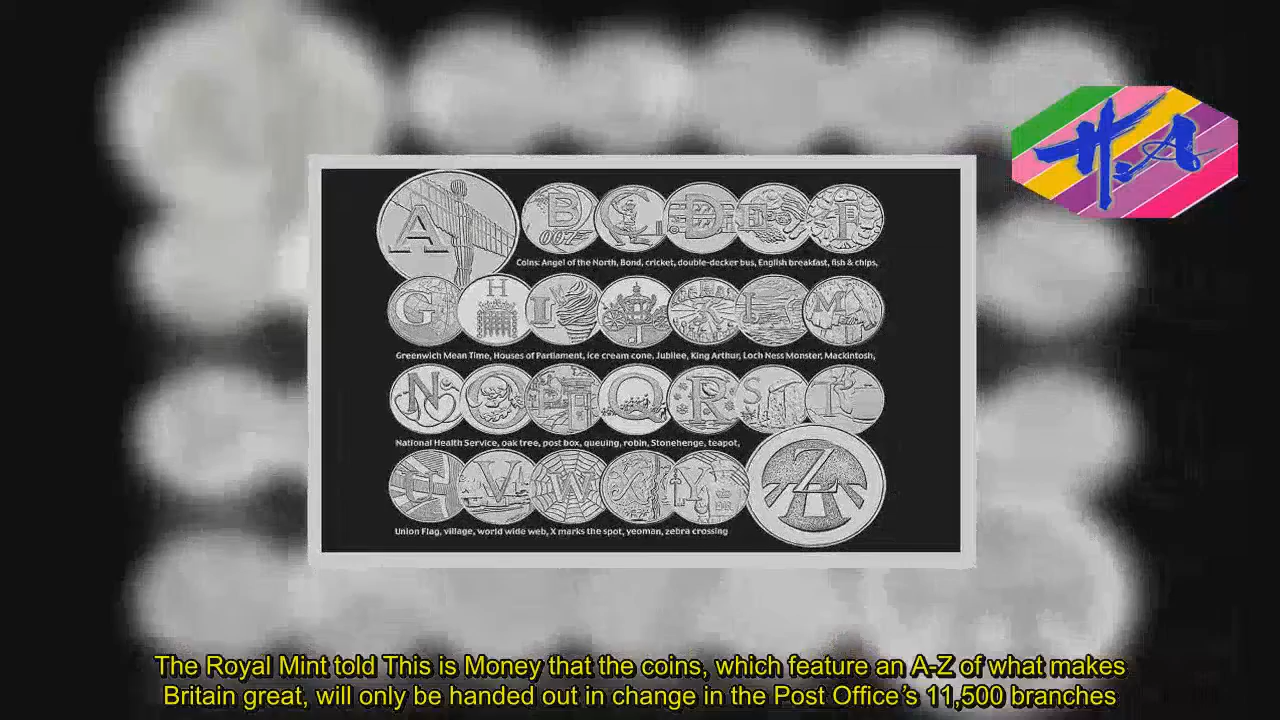 H.A
A
B
007
C
D
E
F
Coins: Angel of the North, Bond, cricket, double-decker bus, English breakfast, fish & chips,
G
H
I
J
K
L
M
Greenwich Mean Time, Houses of Parliament, ice cream cone, Jubilee, King Arthur, Loch Ness Monster, Mackintosh,
N
O
P
Q
R
S
T
National Health Service, oak tree, post box, queuing, robin, Stonehenge, teapot,
U
V
W
X
Y
Z
Union Flag, village, world wide web, X marks the spot, yeoman, zebra crossing
The Royal Mint told This is Money that the coins, which feature an A-Z of what makes
Britain great, will only be handed out in change in the Post Office's 11,500 branches